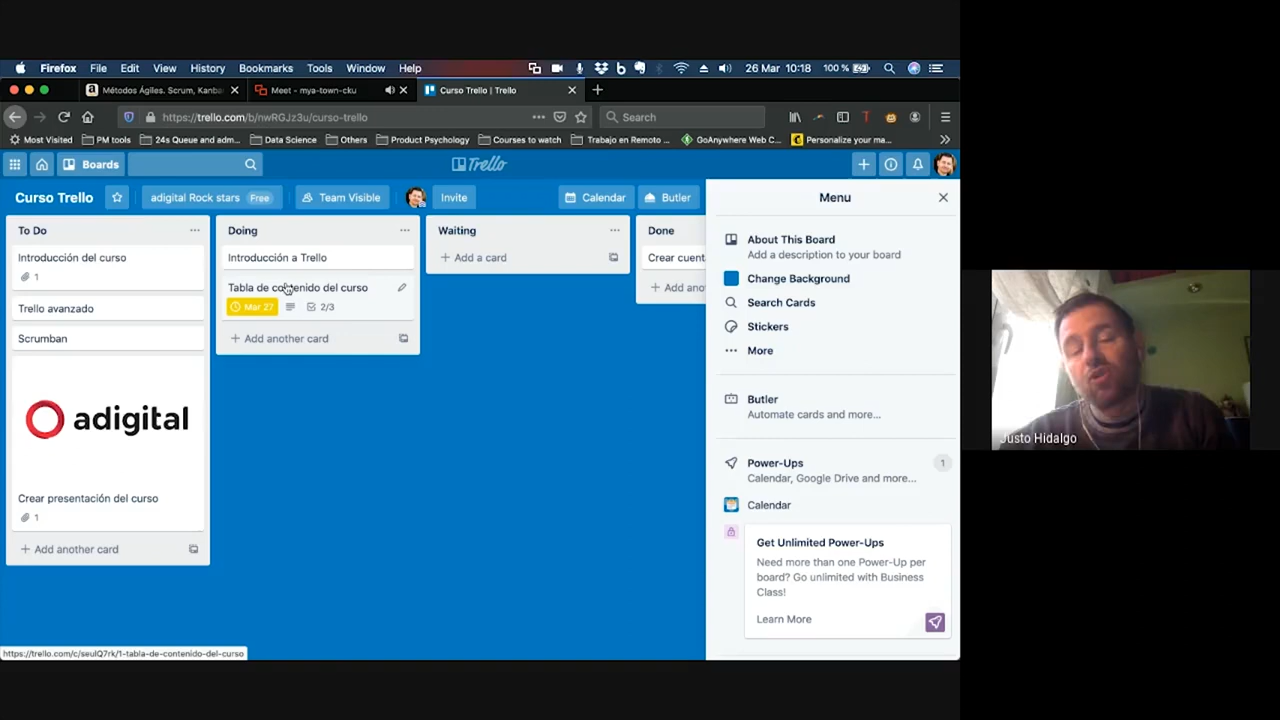 Firefox File Edit View History Bookmarks Tools Window Help 26 Mar 10:18 100 %
Métodos Ágiles. Scrum, Kanba
Meet - mya-town-cku
Curso Trello | Trello
https://trello.com/b/nwRGJz3u/curso-trello
Search
Most Visited PM tools 24s Queue and adm... Data Science Others Product Psychology Courses to watch Trabajo en Remoto ... GoAnywhere Web C... Personalize your ma...
Boards
Trello
Curso Trello
adigital Rock stars Free
Team Visible
Invite
Calendar
Butler
To Do
Introducción del curso
1
Trello avanzado
Scrumban
adigital
Crear presentación del curso
1
+ Add another card
Doing
Introducción a Trello
Tabla de contenido del curso
Mar 27 2/3
+ Add another card
Waiting
+ Add a card
Done
Crear cuent
+ Add ano
Menu
About This Board
Add a description to your board
Change Background
Search Cards
Stickers
More
Butler
Automate cards and more...
Power-Ups 1
Calendar, Google Drive and more...
Calendar
Get Unlimited Power-Ups
Need more than one Power-Up per
board? Go unlimited with Business
Class!
Learn More
https://trello.com/c/seulQ7rk/1-tabla-de-contenido-del-curso
Justo Hidalgo